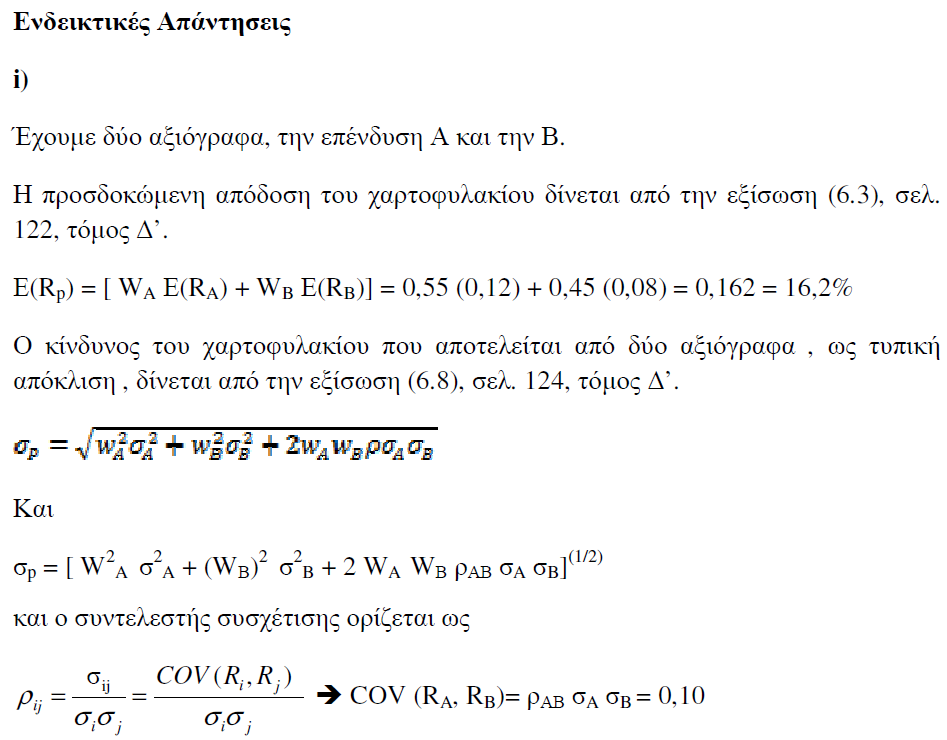 Ενδεικτικές Απάντησεις
i)
Έχουμε δύο αξιόγραφα, την επένδυση Α και την Β.
Η προσδοκώμενη απόδοση του χαρτοφυλακίου δίνεται από την εξίσωση (6.3), σελ.
122, τόμος Δ’.
E(Rp) = [ WA E(RA) + WB E(RB)] = 0,55 (0,12) + 0,45 (0,08) = 0,162 = 16,2%
Ο κίνδυνος του χαρτοφυλακίου που αποτελείται από δύο αξιόγραφα , ως τυπική
απόκλιση , δίνεται από την εξίσωση (6.8), σελ. 124, τόμος Δ’.
σP = √(wA²σA² + wB²σB² + 2wAwBρσAσB)
Και
σp = [ W²A σ²A + (WB)² σ²B + 2 WA WB ρAB σA σB](1/2)
και ο συντελεστής συσχέτισης ορίζεται ως
ρij = σij / σiσj = COV(Ri, Rj) / σiσj ➔ COV (RA, RB)= ρAB σA σB = 0,10